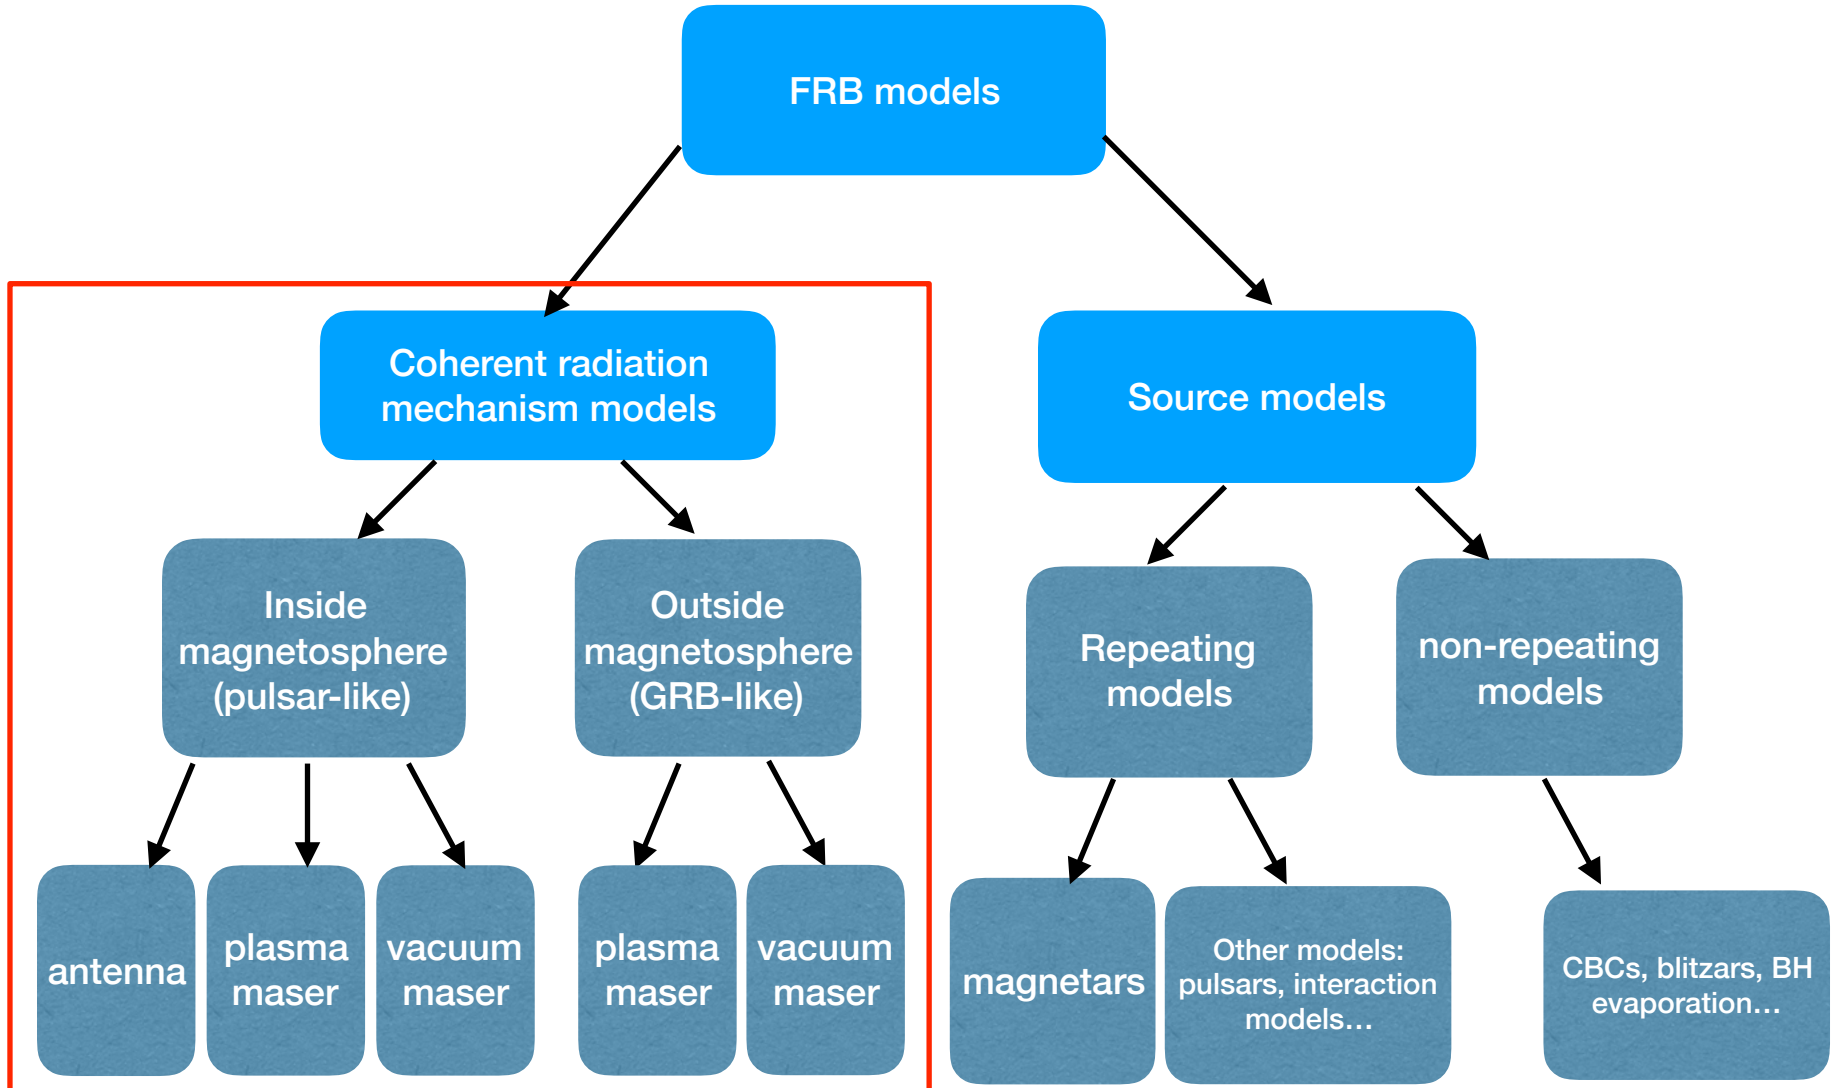 FRB models
Coherent radiation
mechanism models
Source models
Inside
magnetosphere
(pulsar-like)
Outside
magnetosphere
(GRB-like)
Repeating
models
non-repeating
models
antenna
plasma
maser
vacuum
maser
plasma
maser
vacuum
maser
magnetars
Other models:
pulsars, interaction
models...
CBCs, blitzars, BH
evaporation...